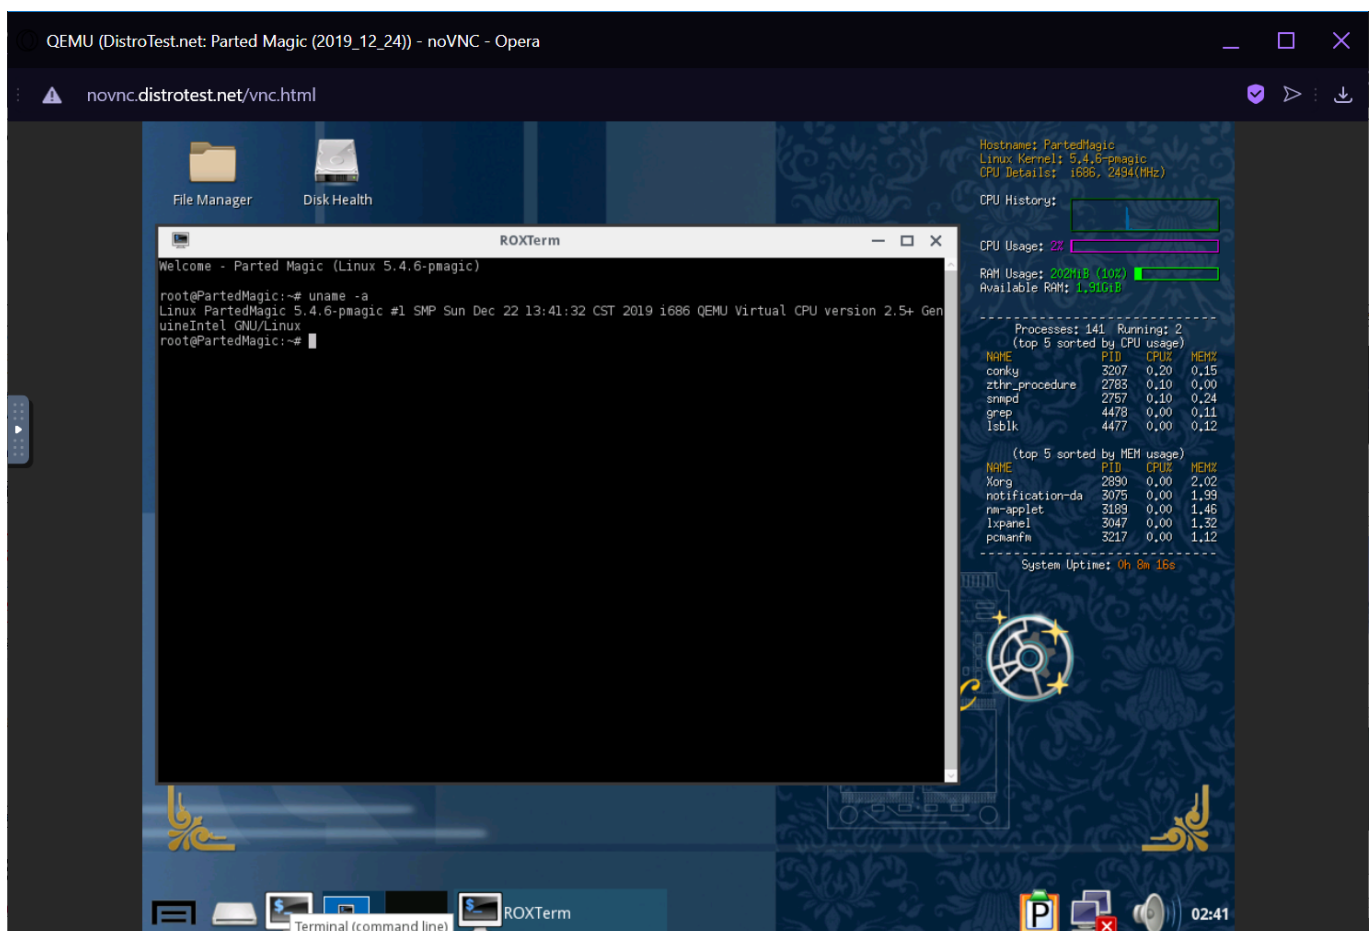 QEMU (DistroTest.net: Parted Magic (2019_12_24)) - noVNC - Opera
novnc.distrotest.net/vnc.html
File Manager
Disk Health
ROXTerm
Welcome - Parted Magic (Linux 5.4.6-pmagic)
root@PartedMagic:~# uname -a
Linux PartedMagic 5.4.6-pmagic #1 SMP Sun Dec 22 13:41:32 CST 2019 i686 QEMU Virtual CPU version 2.5+ Gen
uineIntel GNU/Linux
root@PartedMagic:~#
Hostname: PartedMagic
Linux Kernel: 5.4.6-pmagic
CPU Details: i686, 2494(MHz)
CPU History:
CPU Usage: 2%
RAM Usage: 202MiB (10%)
Available RAM: 1.91GiB
Processes: 141 Running: 2
(top 5 sorted by CPU usage)
NAME PID CPU% MEM%
conky 3207 0.20 0.15
zthr_procedure 2783 0.10 0.00
snmpd 2757 0.10 0.24
grep 4478 0.00 0.11
lsblk 4477 0.00 0.12
(top 5 sorted by MEM usage)
NAME PID CPU% MEM%
Xorg 2890 0.00 2.02
notification-da 3075 0.00 1.99
nm-applet 3189 0.00 1.46
lxpanel 3047 0.00 1.32
pcmanfm 3217 0.00 1.12
System Uptime: 0h 8m 16s
Terminal (command line)
ROXTerm
P
02:41